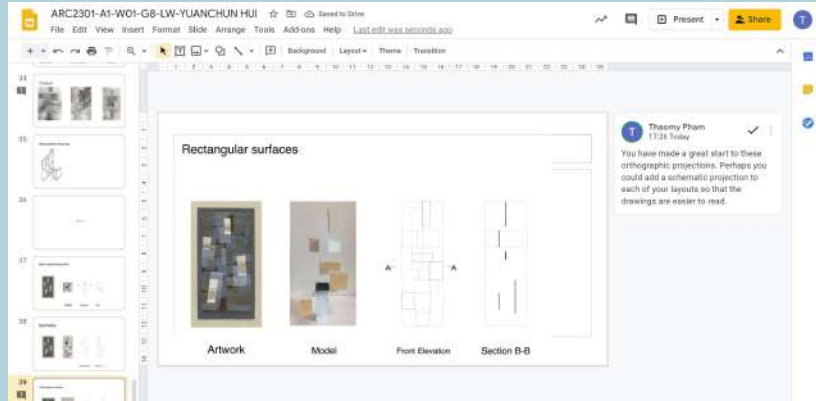 ARC2301-A1-W01-G8-LW-YUANCHUN HUI
Saved to Drive
File Edit View Insert Format Slide Arrange Tools Add-ons Help Last edit was seconds ago
Present
Share
T
Background Layout Theme Transition
35
36
37
38
39
Rectangular surfaces
A A
Artwork Model Front Elevation Section B-B
T
Thaomy Pham
17:26 Today
You have made a great start to these
orthographic projections. Perhaps you
could add a schematic projection to
each of your layouts so that the
drawings are easier to read.